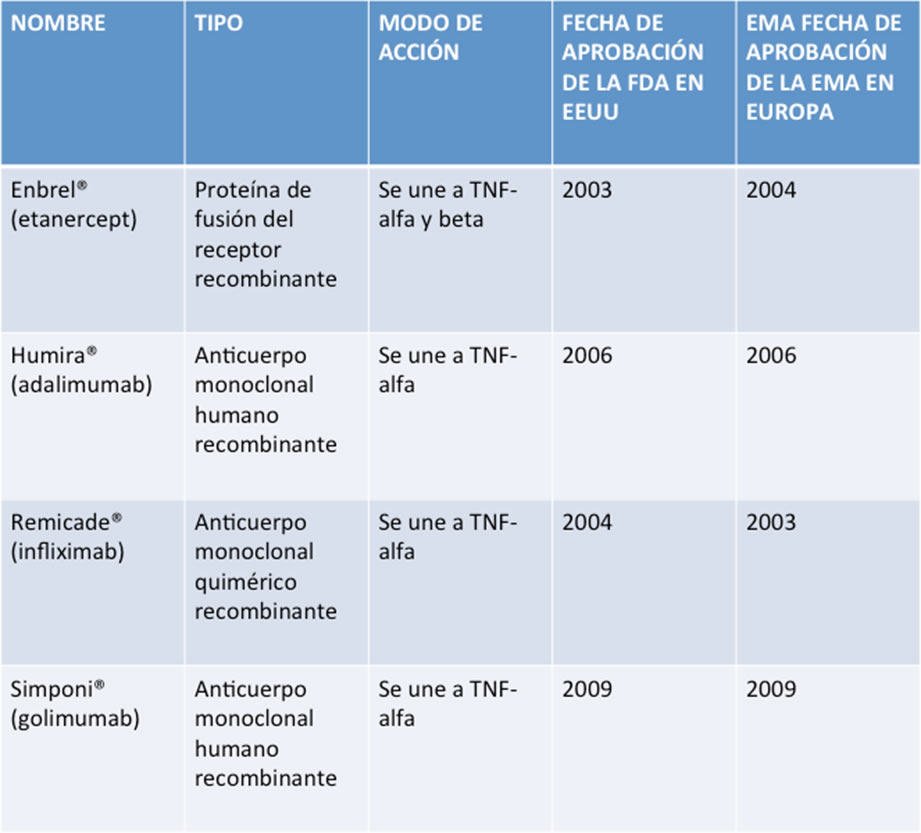 NOMBRE
TIPO
MODO DE
ACCIÓN
FECHA DE
APROBACIÓN
DE LA FDA EN
EEUU
EMA FECHA DE
APROBACIÓN
DE LA EMA EN
EUROPA
Enbrel®
(etanercept)
Proteína de
fusión del
receptor
recombinante
Se une a TNF-
alfa y beta
2003
2004
Humira®
(adalimumab)
Anticuerpo
monoclonal
humano
recombinante
Se une a TNF-
alfa
2006
2006
Remicade®
(infliximab)
Anticuerpo
monoclonal
quimérico
recombinante
Se une a TNF-
alfa
2004
2003
Simponi®
(golimumab)
Anticuerpo
monoclonal
humano
recombinante
Se une a TNF-
alfa
2009
2009